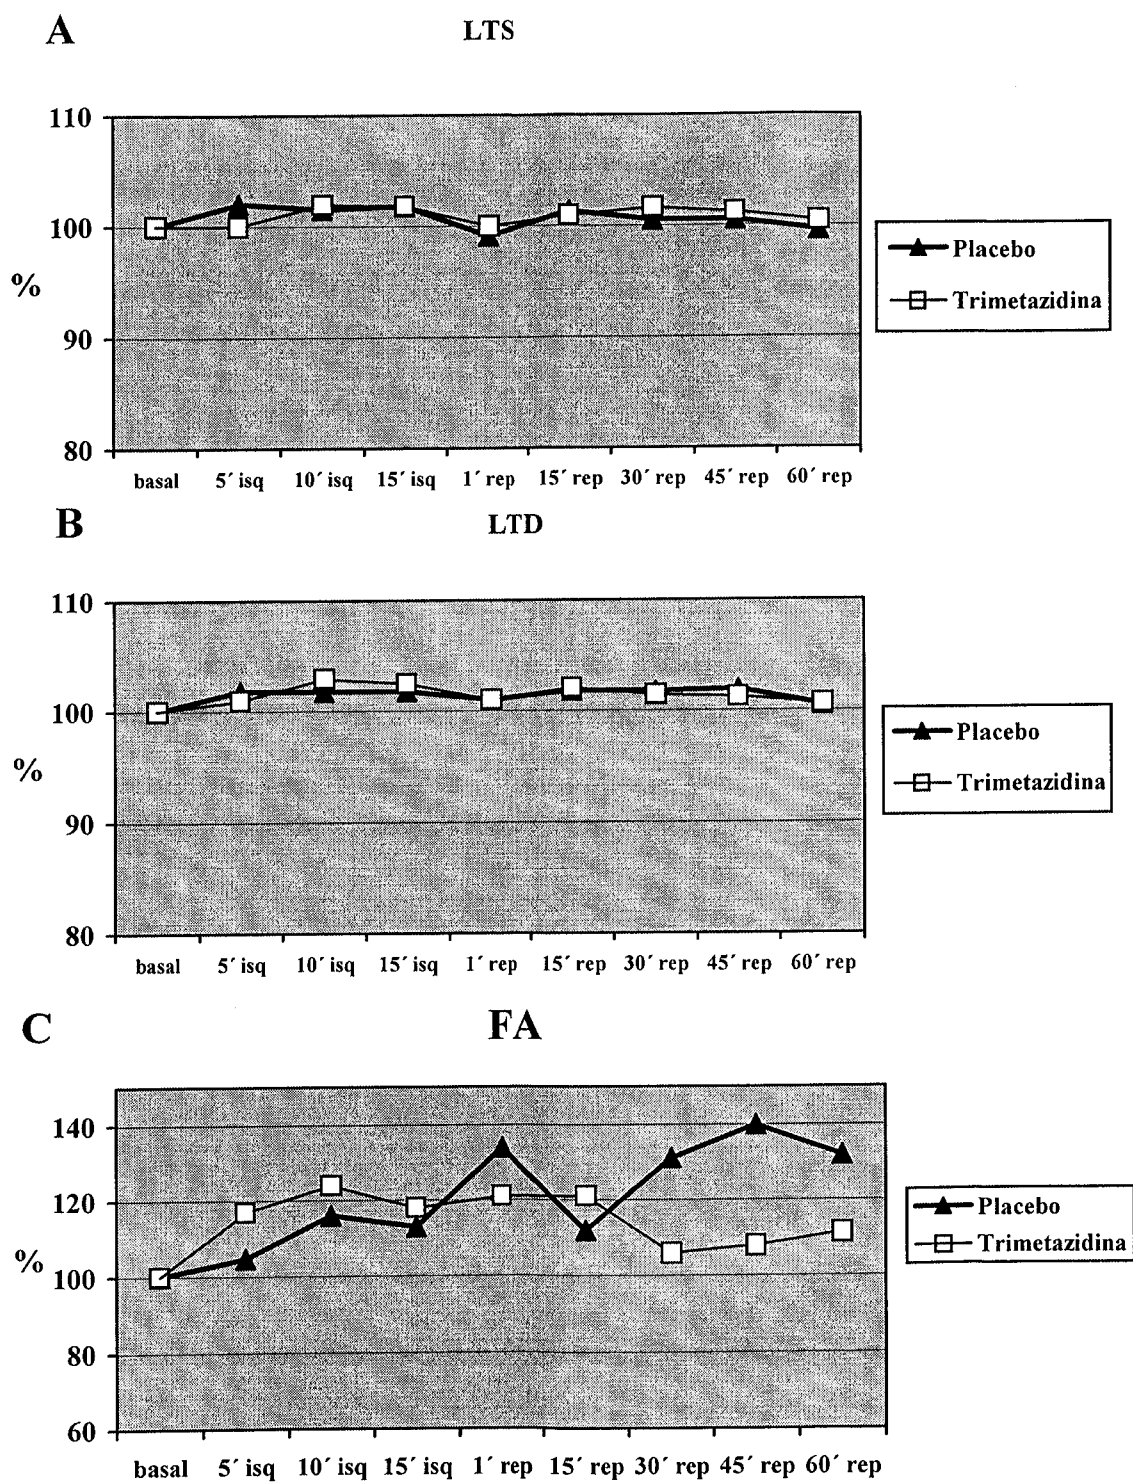 A
LTS
110
100
%
90
80
basal 5´ isq 10´ isq 15´ isq 1´ rep 15´ rep 30´ rep 45´ rep 60´ rep
Placebo
Trimetazidina
B
LTD
110
100
%
90
80
basal 5´ isq 10´ isq 15´ isq 1´ rep 15´ rep 30´ rep 45´ rep 60´ rep
Placebo
Trimetazidina
C
FA
140
120
%
100
80
60
basal 5´ isq 10´ isq 15´ isq 1´ rep 15´ rep 30´ rep 45´ rep 60´ rep
Placebo
Trimetazidina